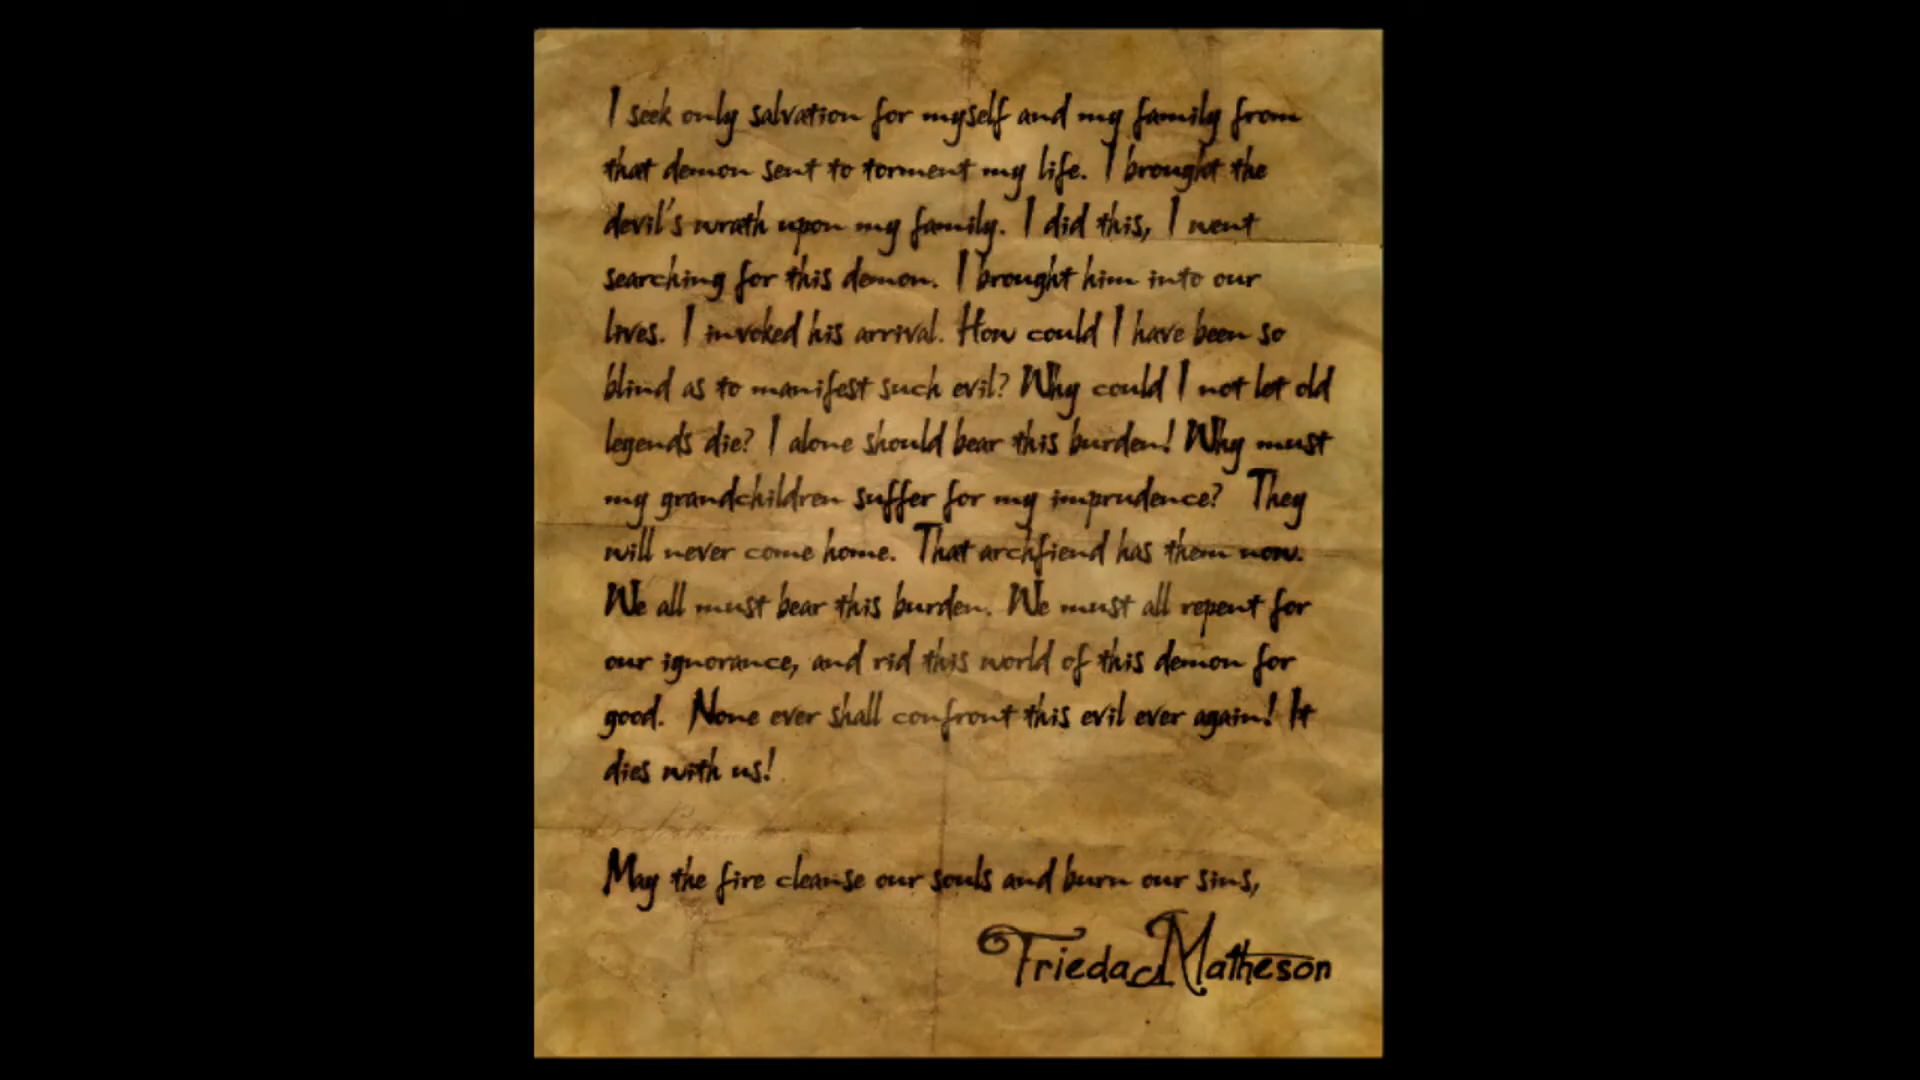 I seek only salvation for myself and my family from
that demon sent to torment my life. I brought the
devil's wrath upon my family. I did this, I went
searching for this demon. I brought him into our
lives. I invoked his arrival. How could I have been so
blind as to manifest such evil? Why could I not let old
legends die? I alone should bear this burden! Why must
my grandchildren suffer for my imprudence? They
will never come home. That archfiend has them now.
We all must bear this burden. We must all repent for
our ignorance, and rid this world of this demon for
good. None ever shall confront this evil ever again! It
dies with us!
May the fire cleanse our souls and burn our sins,
Frieda Matheson